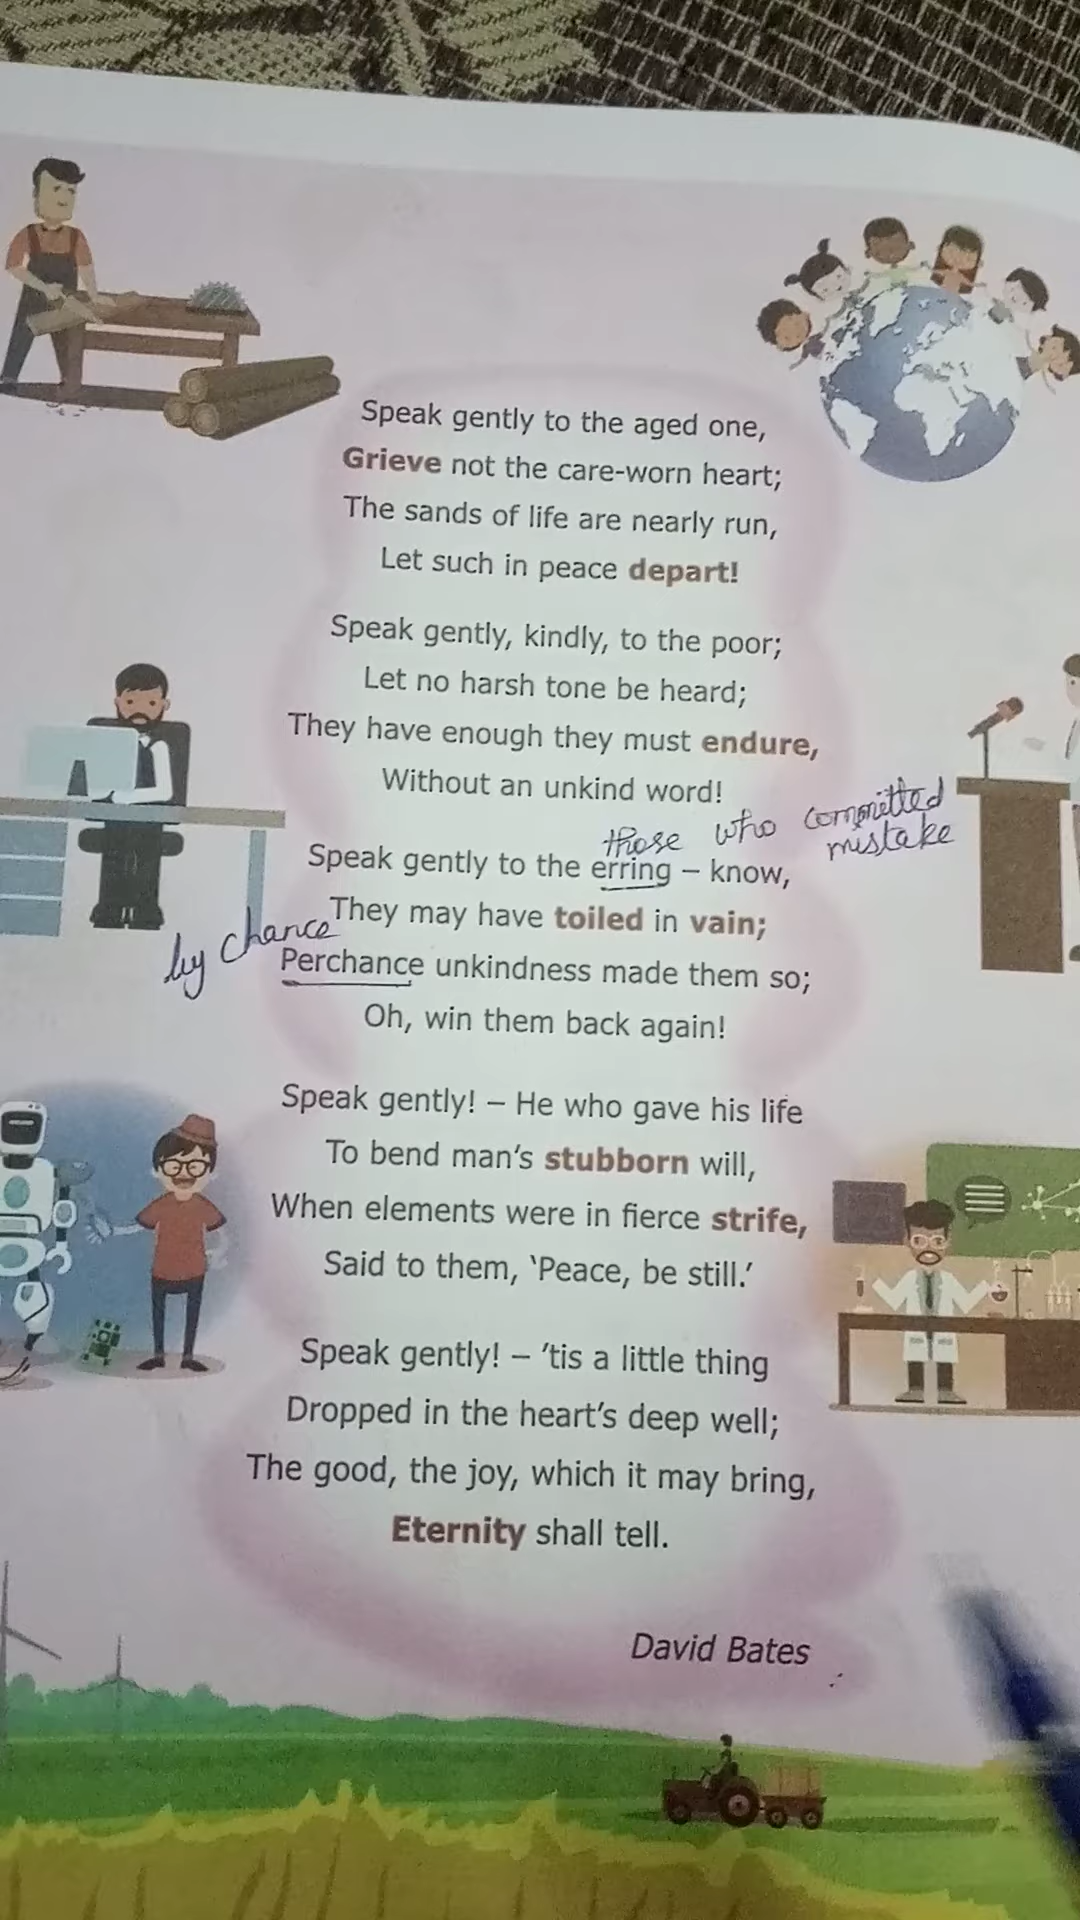 Speak gently to the aged one,
Grieve not the care-worn heart;
The sands of life are nearly run,
Let such in peace depart!
Speak gently, kindly, to the poor;
Let no harsh tone be heard;
They have enough they must endure,
Without an unkind word!
those who committed
mistake
Speak gently to the erring – know,
They may have toiled in vain;
by chance
Perchance unkindness made them so;
Oh, win them back again!
Speak gently! – He who gave his life
To bend man's stubborn will,
When elements were in fierce strife,
Said to them, ‘Peace, be still.’
Speak gently! – ’tis a little thing
Dropped in the heart's deep well;
The good, the joy, which it may bring,
Eternity shall tell.
David Bates